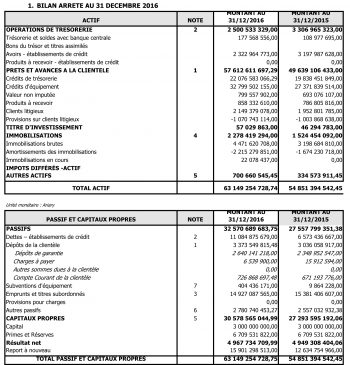 1. BILAN ARRETE AU 31 DECEMBRE 2016
ACTIF NOTE MONTANT AU 31/12/2016 MONTANT AU 31/12/2015
OPERATIONS DE TRESORERIE 2 2 500 533 329,00 3 306 965 323,00
Trésorerie et soldes avec banque centrale 177 568 556,00 108 977 695,00
Bons du trésor et titres assimilés
Avoirs - établissements de crédit 2 322 964 773,00 3 197 987 628,00
Produits à recevoir - établissements de crédit 0,00 0,00
PRETS ET AVANCES A LA CLIENTELE 1 57 612 611 697,29 49 639 106 433,00
Crédits de trésorerie 22 076 583 066,29 19 838 451 849,00
Crédits d'équipement 32 799 502 155,00 27 371 839 514,00
Valeur non imputée 799 557 902,00 693 076 107,00
Produits à recevoir 858 332 610,00 786 805 816,00
Clients litigieux 2 149 379 078,00 1 952 801 785,00
Provisions sur clients litigieux -1 070 743 114,00 -1 003 868 638,00
TITRE D'INVESTISSEMENT 57 029 863,00 46 294 783,00
IMMOBILISATIONS 4 2 278 419 294,00 1 524 454 092,00
Immobilisations brutes 4 471 620 708,00 3 198 684 810,00
Amortissements des immobilisations -2 215 279 851,00 -1 674 230 718,00
Immobilisations en cours 22 078 437,00 0,00
IMPOTS DIFFÉRÉS -ACTIF
AUTRES ACTIFS 5 700 660 545,45 334 573 911,45
TOTAL ACTIF 63 149 254 728,74 54 851 394 542,45
Unité monétaire : Ariary
PASSIF ET CAPITAUX PROPRES NOTE MONTANT AU 31/12/2016 MONTANT AU 31/12/2015
PASSIFS 32 570 689 683,75 27 557 799 351,38
Dettes – établissements de crédit 2 11 084 875 679,00 6 573 436 667,00
Dépôts de la clientèle 1 3 373 549 815,48 3 036 058 917,00
Dépôts de garantie 2 640 141 218,00 2 348 952 547,00
Charges à payer 6 539 900,00 15 912 594,00
Autres sommes dues à la clientèle 0,00 0,00
Compte Courant de la clientèle 726 868 697,48 671 193 776,00
Subventions d'équipement 7 404 436 171,00 9 864 228,00
Emprunts et titres subordonnés 3 14 927 087 565,00 15 381 406 607,00
Provisions pour charges 0,00
Autres passifs 6 2 780 740 453,27 2 557 032 932,38
CAPITAUX PROPRES 5 30 578 565 044,99 27 293 595 192,06
Capital 3 000 000 000,00 3 000 000 000,00
Primes et Réserves 6 709 531 822,00 6 709 531 822,00
Résultat net 4 967 734 709,99 4 949 308 404,06
Report à nouveau 15 901 298 513,00 12 634 754 966,00
TOTAL PASSIF ET CAPITAUX PROPRES 63 149 254 728,75 54 851 394 542,45